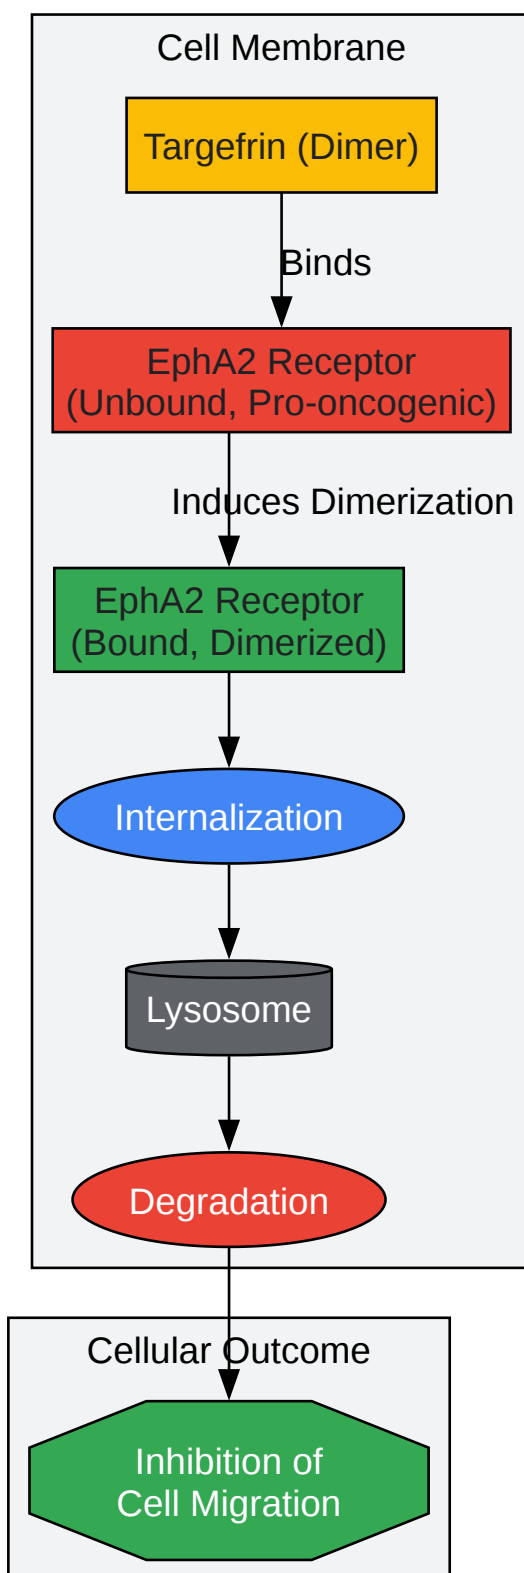 Cell Membrane
Targefrin (Dimer)
Binds
EphA2 Receptor
(Unbound, Pro-oncogenic)
Induces Dimerization
EphA2 Receptor
(Bound, Dimerized)
Internalization
Lysosome
Degradation
Cellular Outcome
Inhibition of
Cell Migration